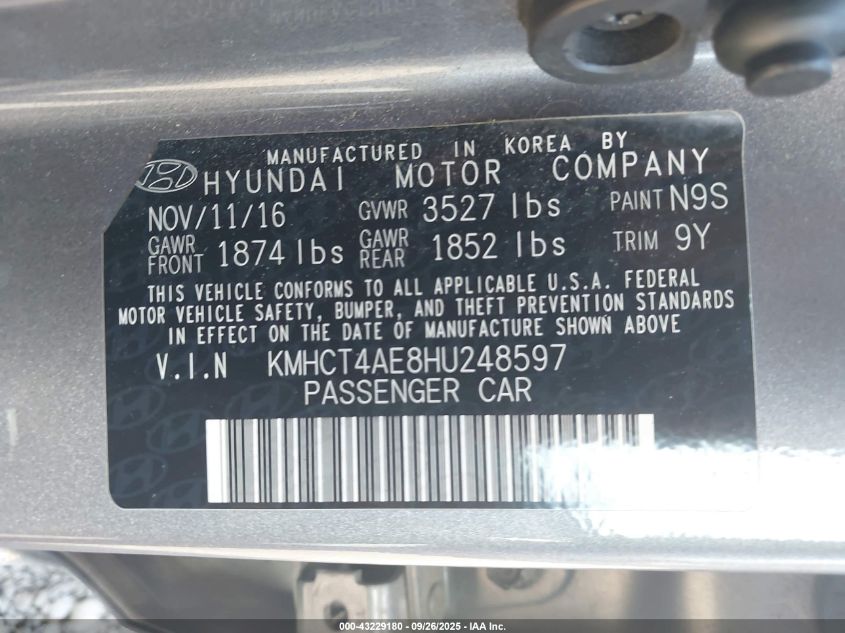 MANUFACTURED IN KOREA BY
HYUNDAI MOTOR COMPANY
NOV/11/16 GVWR 3527 lbs PAINT N9S
GAWR FRONT 1874 lbs GAWR REAR 1852 lbs TRIM 9Y
THIS VEHICLE CONFORMS TO ALL APPLICABLE U.S.A. FEDERAL
MOTOR VEHICLE SAFETY, BUMPER, AND THEFT PREVENTION STANDARDS
IN EFFECT ON THE DATE OF MANUFACTURE SHOWN ABOVE
V.I.N KMHCT4AE8HU248597
PASSENGER CAR
000-43229180 - 09/26/2025 - IAA Inc.